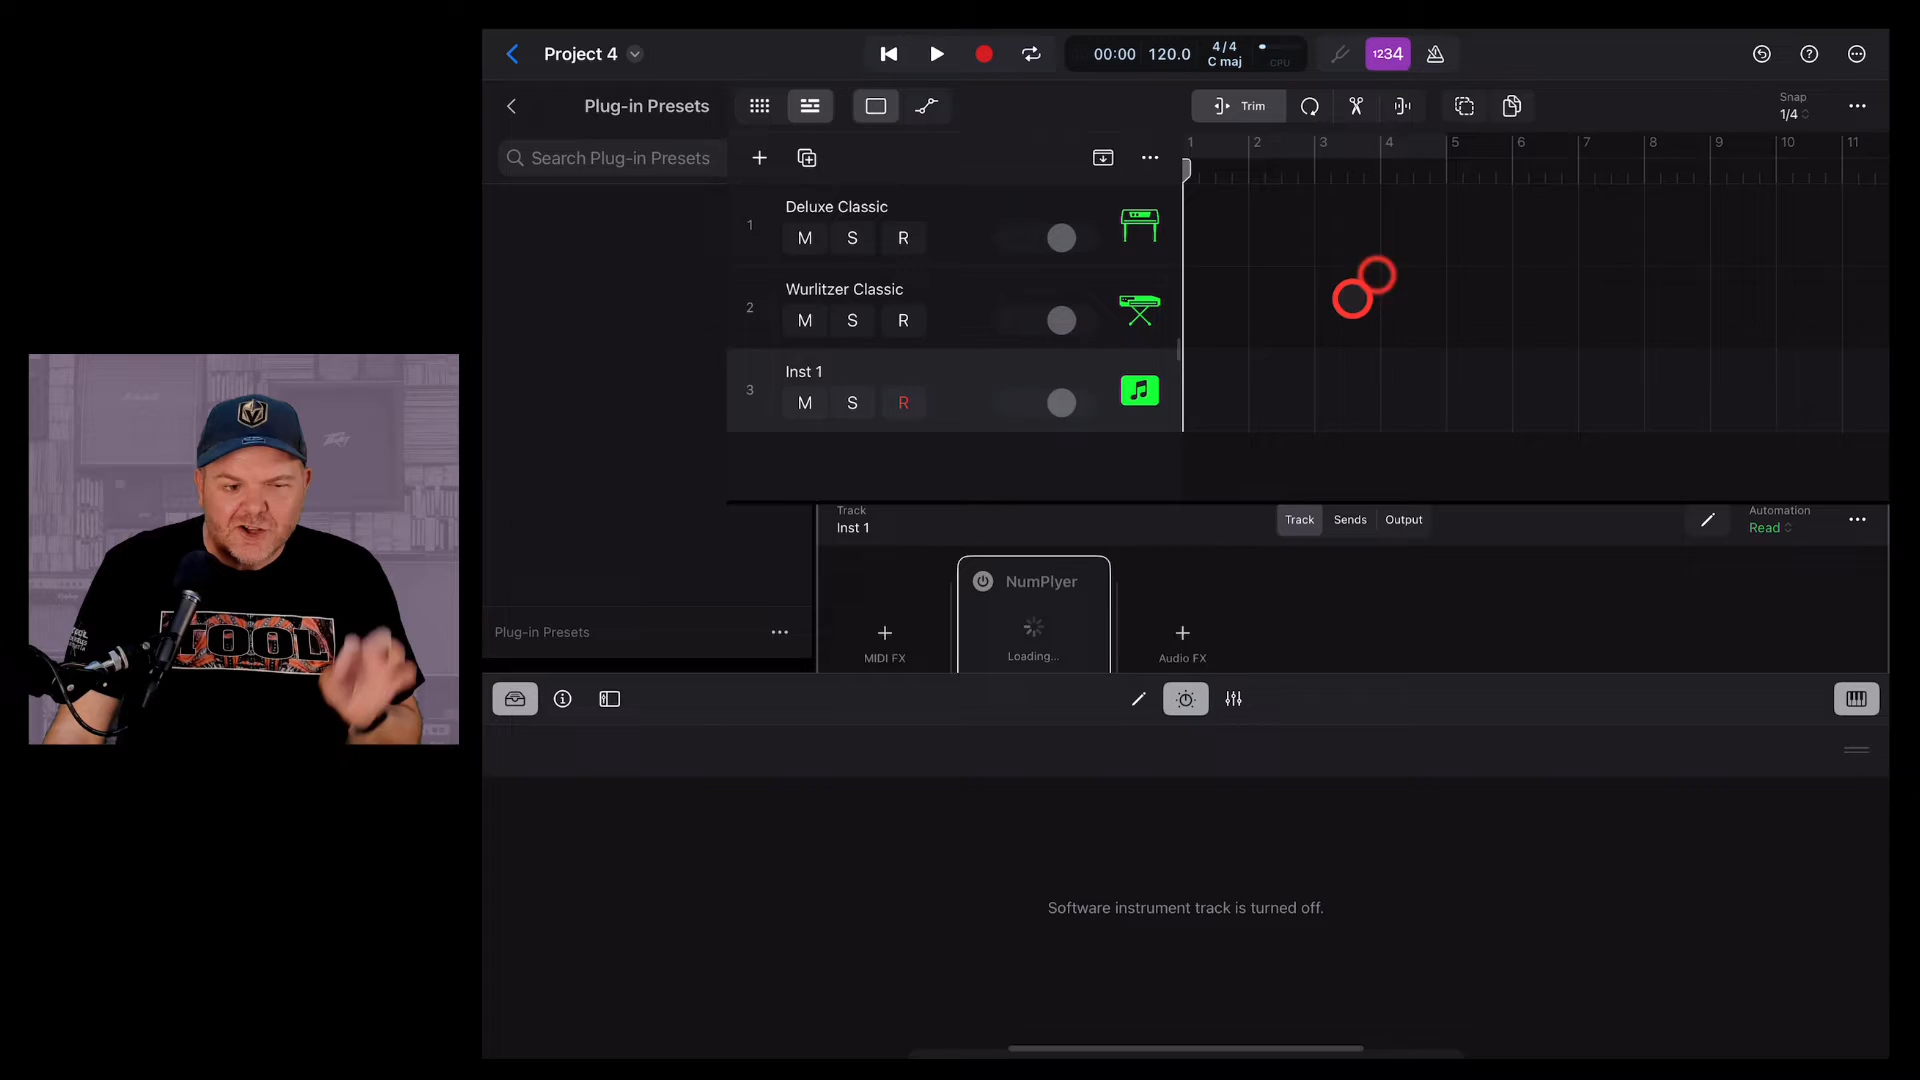 Project 4
00:00
120.0
4/4
C maj
CPU
1234
Plug-in Presets
Trim
Snap
1/4
Search Plug-in Presets
1 2 3 4 5 6 7 8 9 10 11
1
Deluxe Classic
M S R
2
Wurlitzer Classic
M S R
3
Inst 1
M S R
Track
Inst 1
Track
Sends
Output
Automation
Read
NumPlyer
Loading...
MIDI FX
Audio FX
Plug-in Presets
Software instrument track is turned off.
TOOL